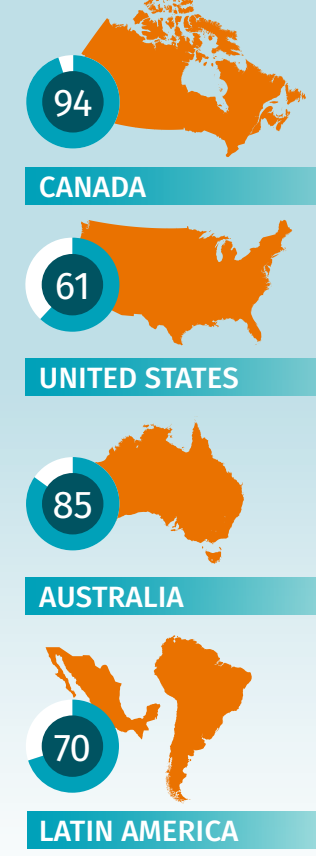 94
CANADA
61
UNITED STATES
85
AUSTRALIA
70
LATIN AMERICA